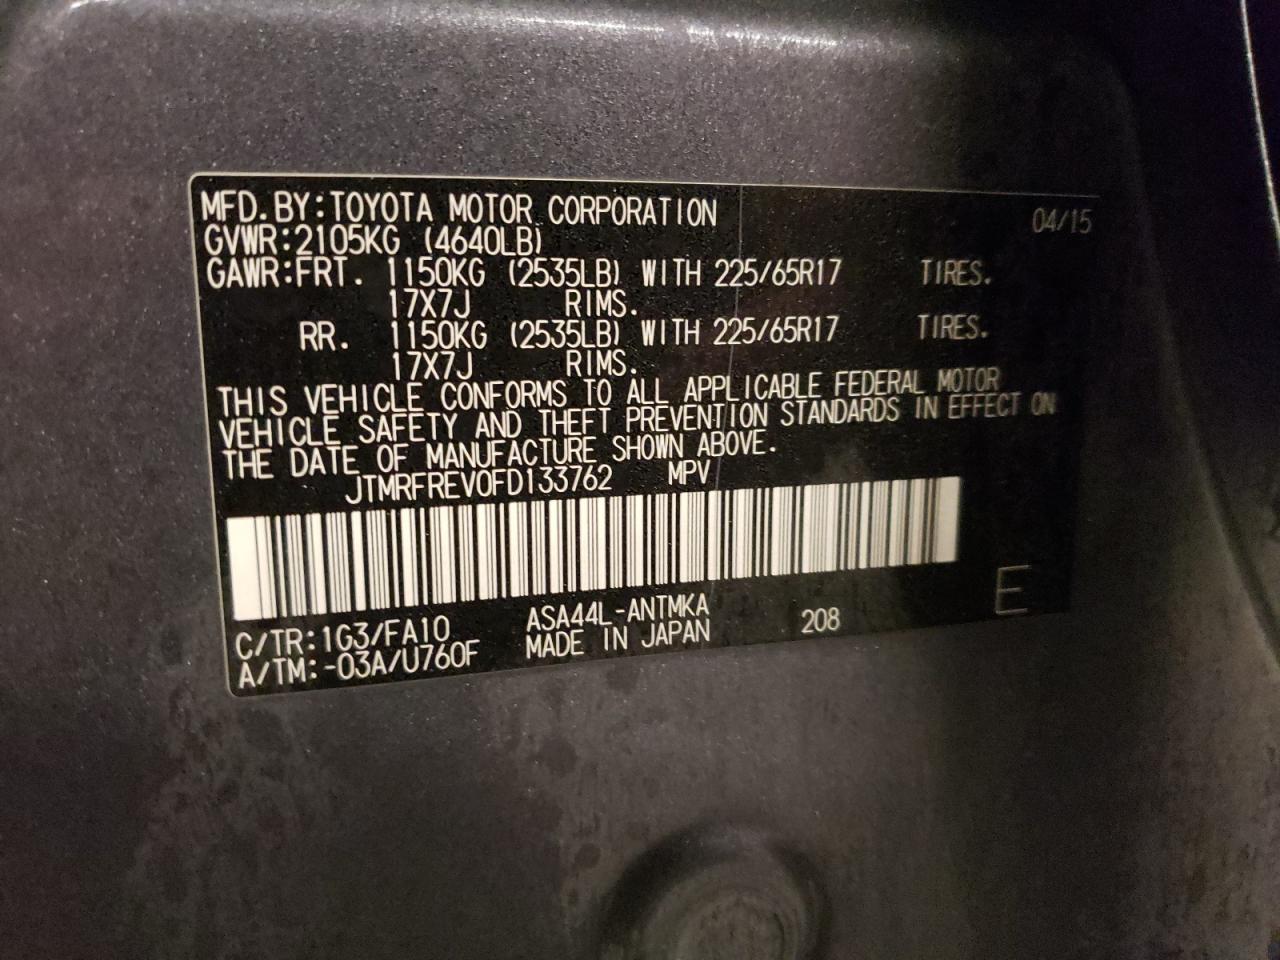 MFD.BY:TOYOTA MOTOR CORPORATION 04/15
GVWR:2105KG (4640LB)
GAWR:FRT. 1150KG (2535LB) WITH 225/65R17 TIRES.
17X7J RIMS.
RR. 1150KG (2535LB) WITH 225/65R17 TIRES.
17X7J RIMS.
THIS VEHICLE CONFORMS TO ALL APPLICABLE FEDERAL MOTOR
VEHICLE SAFETY AND THEFT PREVENTION STANDARDS IN EFFECT ON
THE DATE OF MANUFACTURE SHOWN ABOVE.
JTMRFREV0FD133762 MPV
C/TR:1G3/FA10 ASA44L-ANTMKA 208 E
A/TM:-03A/U760F MADE IN JAPAN